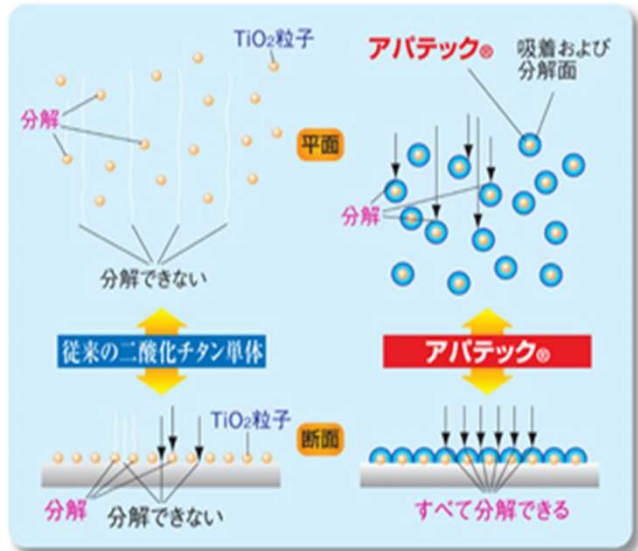 TiO₂粒子
アパテック®
吸着および
分解面
分解
平面
分解
分解できない
従来の二酸化チタン単体
アパテック®
TiO₂粒子
断面
分解
分解できない
すべて分解できる